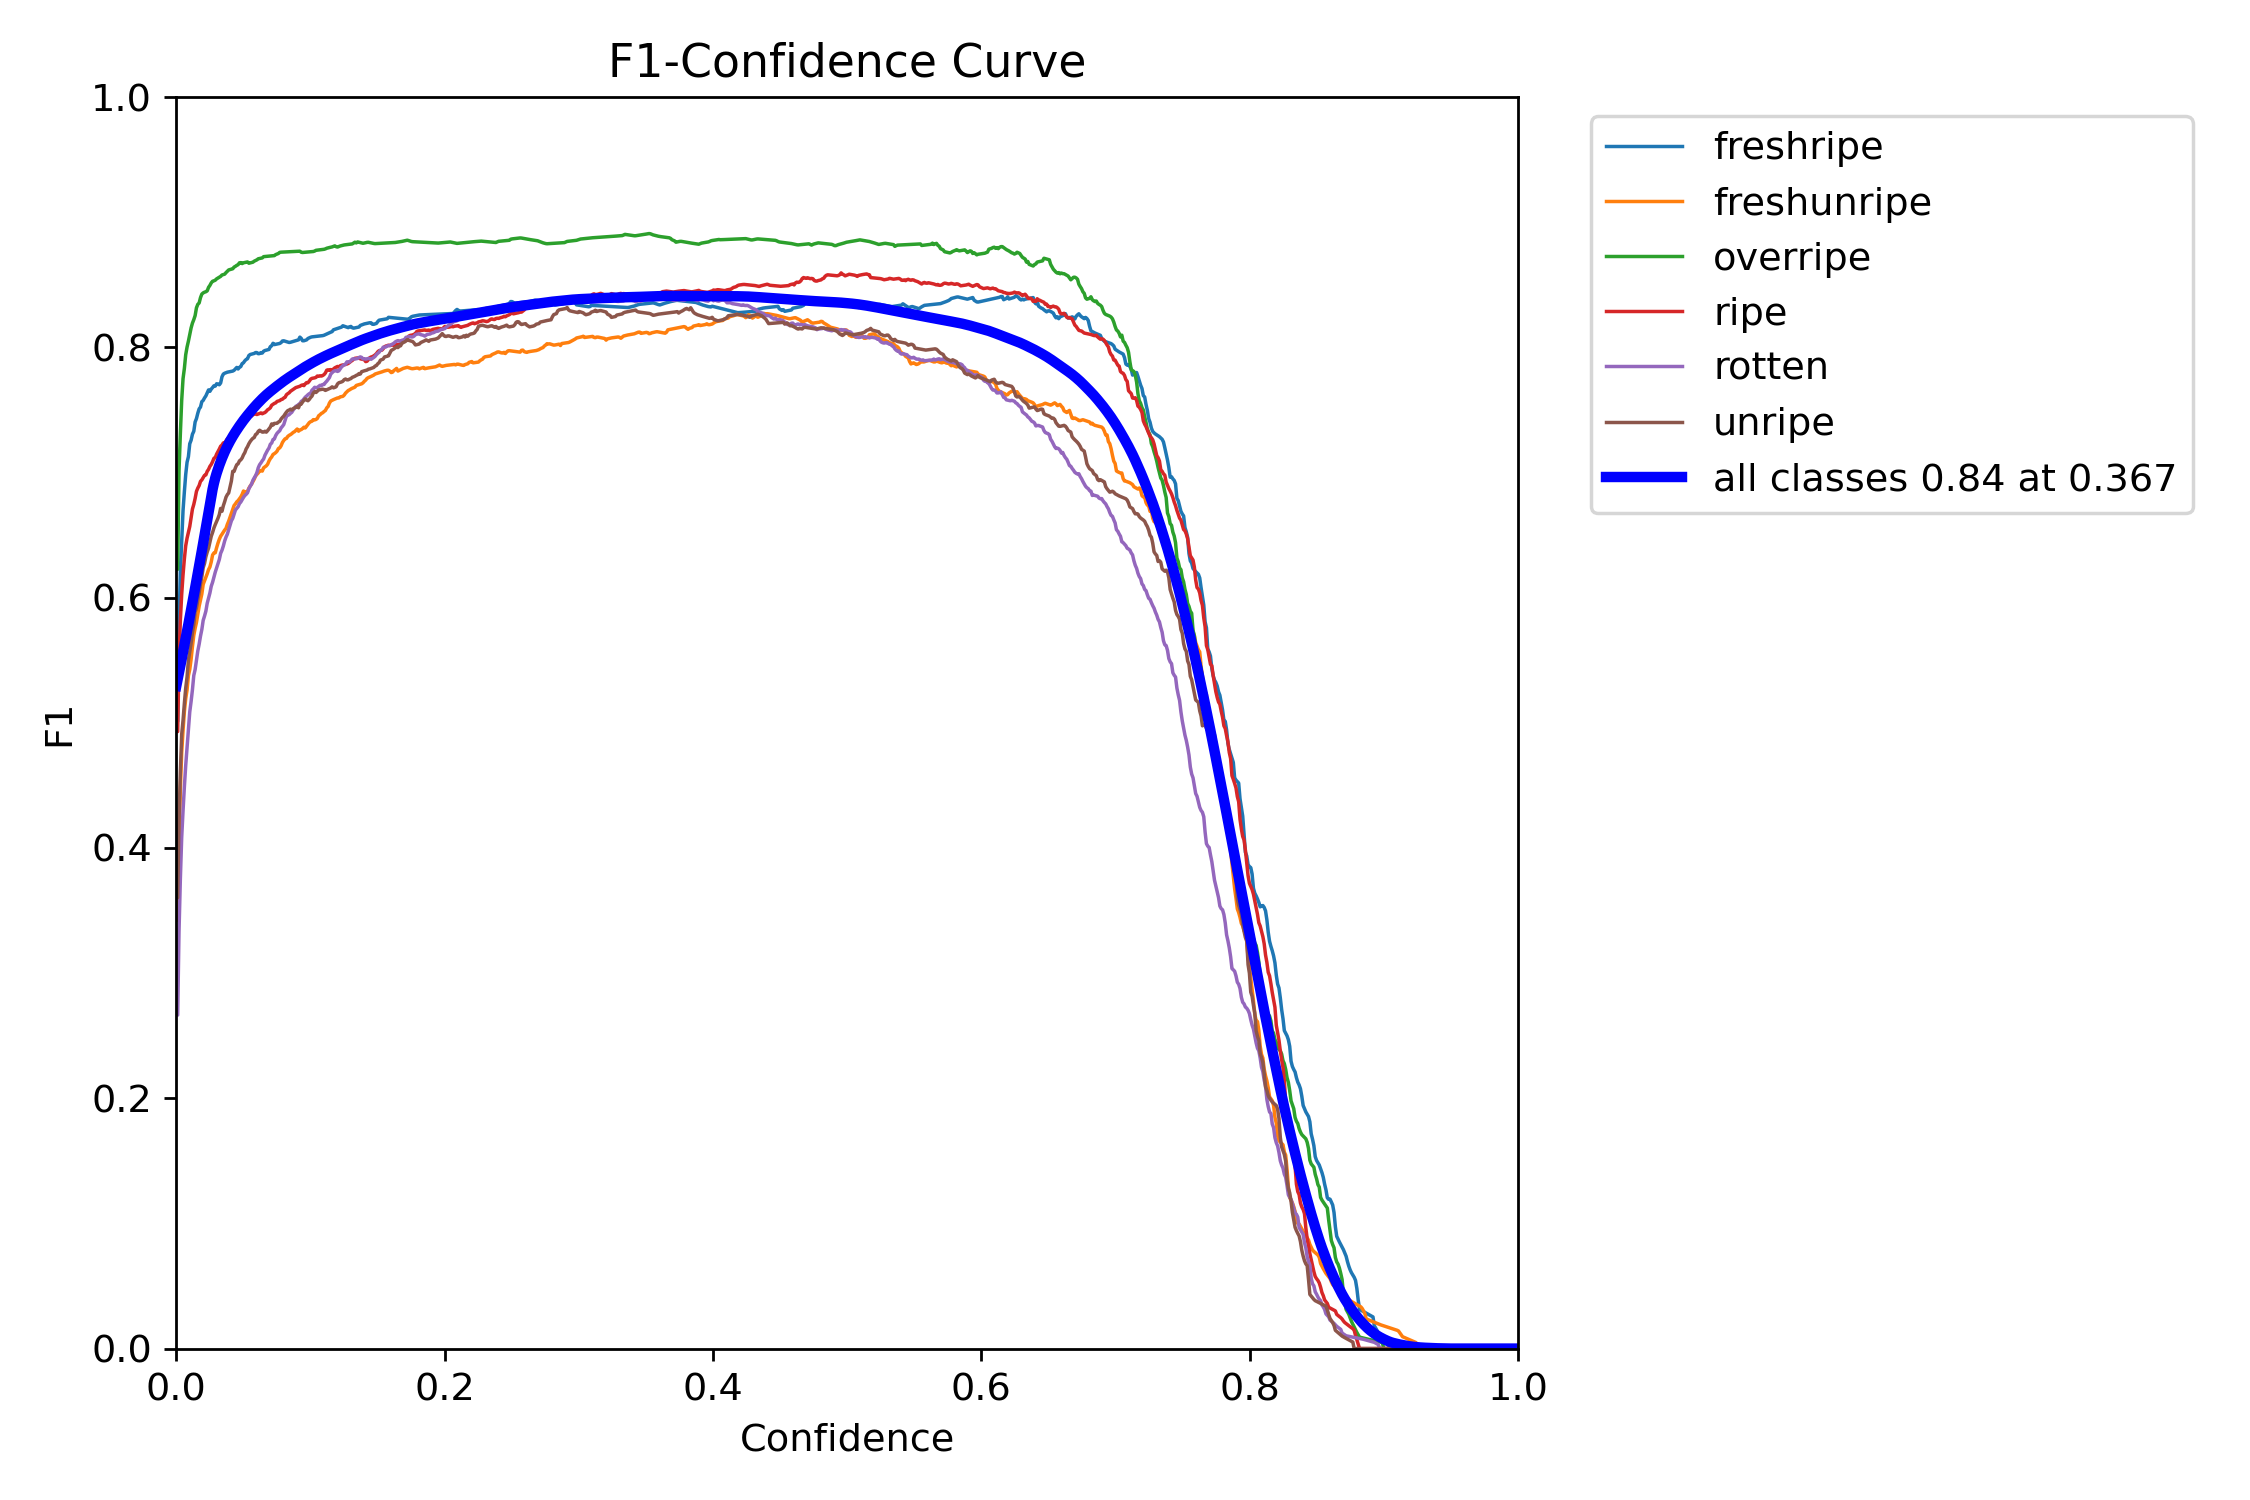 F1-Confidence Curve
1.0
0.8
0.6
0.4
0.2
0.0
F1
0.0 0.2 0.4 0.6 0.8 1.0
Confidence
freshripe
freshunripe
overripe
ripe
rotten
unripe
all classes 0.84 at 0.367